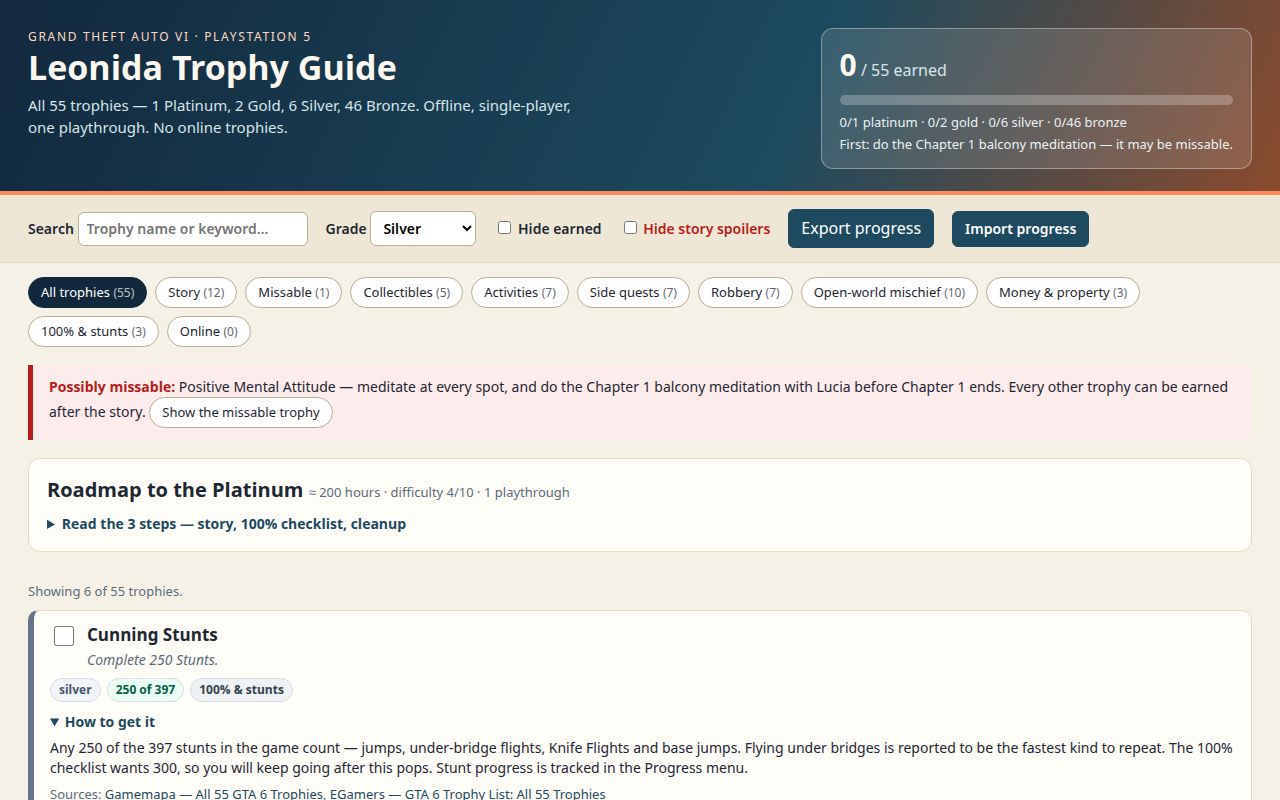 GRAND THEFT AUTO VI · PLAYSTATION 5
Leonida Trophy Guide
All 55 trophies — 1 Platinum, 2 Gold, 6 Silver, 46 Bronze. Offline, single-player,
one playthrough. No online trophies.
0 / 55 earned
0/1 platinum · 0/2 gold · 0/6 silver · 0/46 bronze
First: do the Chapter 1 balcony meditation — it may be missable.
Search Trophy name or keyword... Grade Silver Hide earned Hide story spoilers Export progress Import progress
All trophies (55) Story (12) Missable (1) Collectibles (5) Activities (7) Side quests (7) Robbery (7) Open-world mischief (10) Money & property (3)
100% & stunts (3) Online (0)
Possibly missable: Positive Mental Attitude — meditate at every spot, and do the Chapter 1 balcony meditation with Lucia before Chapter 1 ends. Every other trophy can be earned
after the story. Show the missable trophy
Roadmap to the Platinum ≈ 200 hours · difficulty 4/10 · 1 playthrough
Read the 3 steps — story, 100% checklist, cleanup
Showing 6 of 55 trophies.
Cunning Stunts
Complete 250 Stunts.
silver 250 of 397 100% & stunts
How to get it
Any 250 of the 397 stunts in the game count — jumps, under-bridge flights, Knife Flights and base jumps. Flying under bridges is reported to be the fastest kind to repeat. The 100%
checklist wants 300, so you will keep going after this pops. Stunt progress is tracked in the Progress menu.
Sources: Gamemapa — All 55 GTA 6 Trophies, EGamers — GTA 6 Trophy List: All 55 Trophies